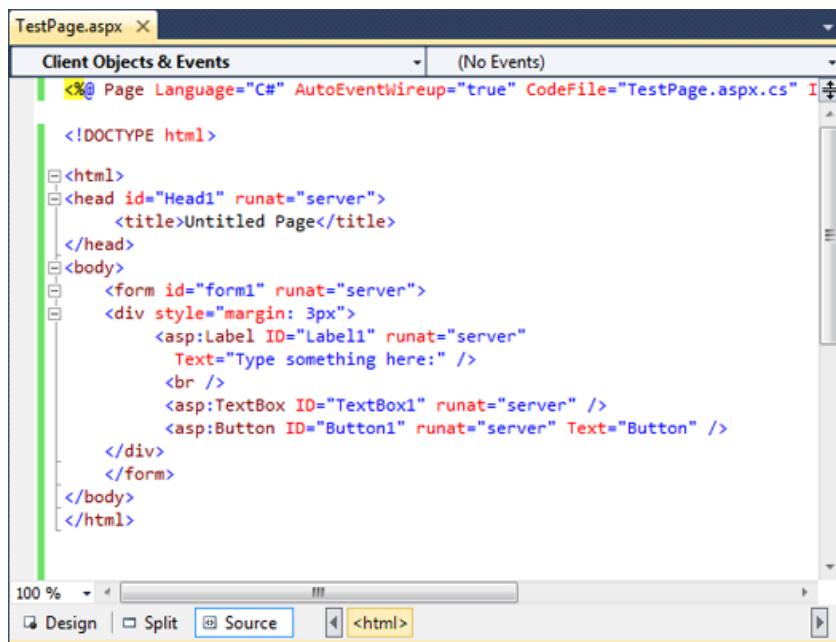 TestPage.aspx
Client Objects & Events (No Events)
<%@ Page Language="C#" AutoEventWireup="true" CodeFile="TestPage.aspx.cs" I
<!DOCTYPE html>
<html>
<head id="Head1" runat="server">
<title>Untitled Page</title>
</head>
<body>
<form id="form1" runat="server">
<div style="margin: 3px">
<asp:Label ID="Label1" runat="server"
Text="Type something here:" />
<br />
<asp:TextBox ID="TextBox1" runat="server" />
<asp:Button ID="Button1" runat="server" Text="Button" />
</div>
</form>
</body>
</html>
100 %
Design Split Source <html>